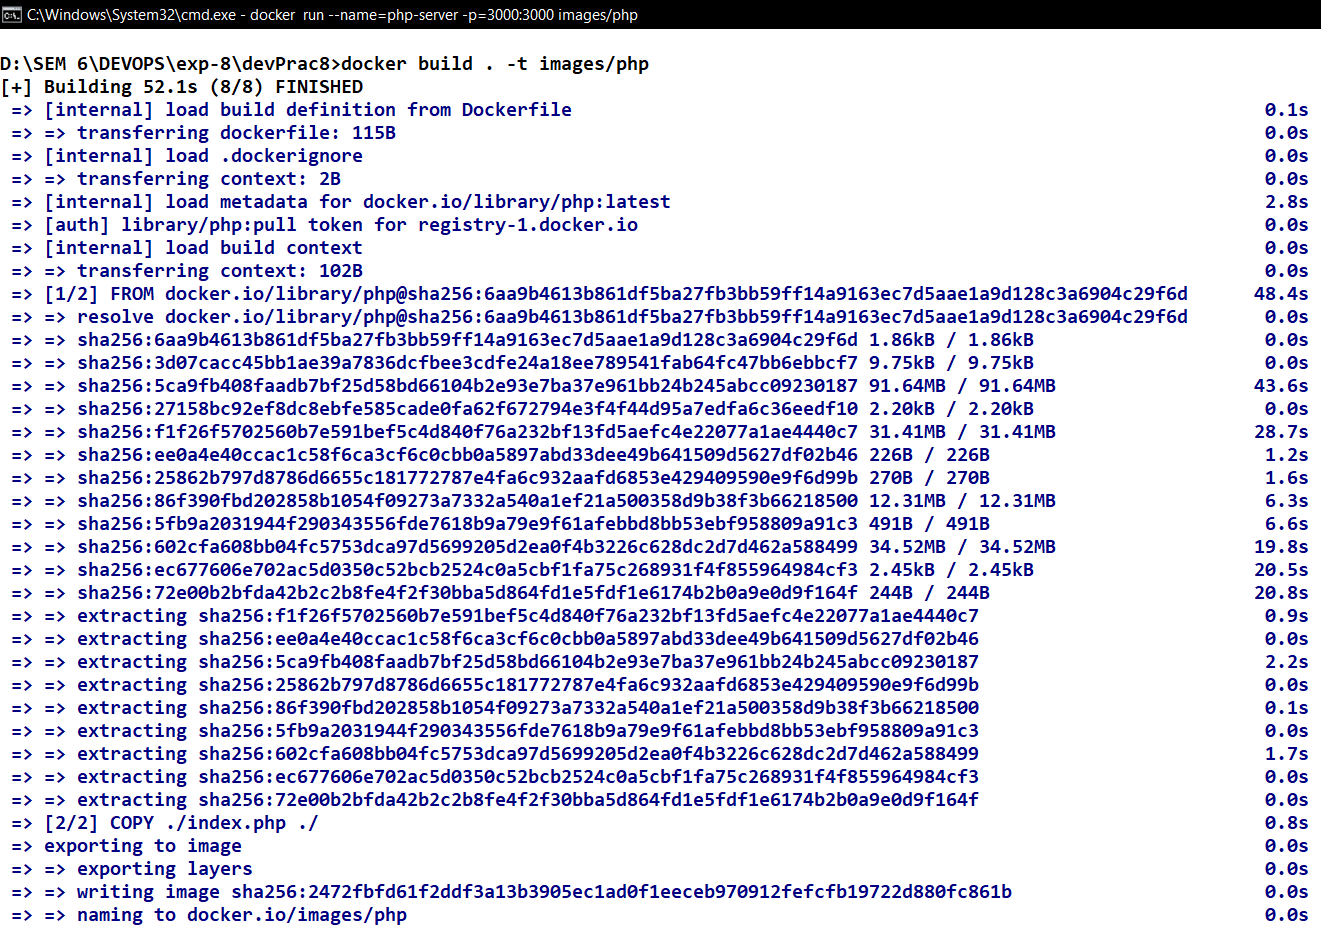 C:\Windows\System32\cmd.exe - docker  run --name=php-server -p=3000:3000 images/php
D:\SEM 6\DEVOPS\exp-8\devPrac8>docker build . -t images/php
[+] Building 52.1s (8/8) FINISHED
=> [internal] load build definition from Dockerfile 0.1s
=> => transferring dockerfile: 115B 0.0s
=> [internal] load .dockerignore 0.0s
=> => transferring context: 2B 0.0s
=> [internal] load metadata for docker.io/library/php:latest 2.8s
=> [auth] library/php:pull token for registry-1.docker.io 0.0s
=> [internal] load build context 0.0s
=> => transferring context: 102B 0.0s
=> [1/2] FROM docker.io/library/php@sha256:6aa9b4613b861df5ba27fb3bb59ff14a9163ec7d5aae1a9d128c3a6904c29f6d 48.4s
=> => resolve docker.io/library/php@sha256:6aa9b4613b861df5ba27fb3bb59ff14a9163ec7d5aae1a9d128c3a6904c29f6d 0.0s
=> => sha256:6aa9b4613b861df5ba27fb3bb59ff14a9163ec7d5aae1a9d128c3a6904c29f6d 1.86kB / 1.86kB 0.0s
=> => sha256:3d07cacc45bb1ae39a7836dcfbee3cdfe24a18ee789541fab64fc47bb6ebbcf7 9.75kB / 9.75kB 0.0s
=> => sha256:5ca9fb408faadb7bf25d58bd66104b2e93e7ba37e961bb24b245abcc09230187 91.64MB / 91.64MB 43.6s
=> => sha256:27158bc92ef8dc8ebfe585cade0fa62f672794e3f4f44d95a7edfa6c36eedf10 2.20kB / 2.20kB 0.0s
=> => sha256:f1f26f5702560b7e591bef5c4d840f76a232bf13fd5aefc4e22077a1ae4440c7 31.41MB / 31.41MB 28.7s
=> => sha256:ee0a4e40ccac1c58f6ca3cf6c0cbb0a5897abd33dee49b641509d5627df02b46 226B / 226B 1.2s
=> => sha256:25862b797d8786d6655c181772787e4fa6c932aafd6853e429409590e9f6d99b 270B / 270B 1.6s
=> => sha256:86f390fbd202858b1054f09273a7332a540a1ef21a500358d9b38f3b66218500 12.31MB / 12.31MB 6.3s
=> => sha256:5fb9a2031944f290343556fde7618b9a79e9f61afebbd8bb53ebf958809a91c3 491B / 491B 6.6s
=> => sha256:602cfa608bb04fc5753dca97d5699205d2ea0f4b3226c628dc2d7d462a588499 34.52MB / 34.52MB 19.8s
=> => sha256:ec677606e702ac5d0350c52bcb2524c0a5cbf1fa75c268931f4f855964984cf3 2.45kB / 2.45kB 20.5s
=> => sha256:72e00b2bfda42b2c2b8fe4f2f30bba5d864fd1e5fdf1e6174b2b0a9e0d9f164f 244B / 244B 20.8s
=> => extracting sha256:f1f26f5702560b7e591bef5c4d840f76a232bf13fd5aefc4e22077a1ae4440c7 0.9s
=> => extracting sha256:ee0a4e40ccac1c58f6ca3cf6c0cbb0a5897abd33dee49b641509d5627df02b46 0.0s
=> => extracting sha256:5ca9fb408faadb7bf25d58bd66104b2e93e7ba37e961bb24b245abcc09230187 2.2s
=> => extracting sha256:25862b797d8786d6655c181772787e4fa6c932aafd6853e429409590e9f6d99b 0.0s
=> => extracting sha256:86f390fbd202858b1054f09273a7332a540a1ef21a500358d9b38f3b66218500 0.1s
=> => extracting sha256:5fb9a2031944f290343556fde7618b9a79e9f61afebbd8bb53ebf958809a91c3 0.0s
=> => extracting sha256:602cfa608bb04fc5753dca97d5699205d2ea0f4b3226c628dc2d7d462a588499 1.7s
=> => extracting sha256:ec677606e702ac5d0350c52bcb2524c0a5cbf1fa75c268931f4f855964984cf3 0.0s
=> => extracting sha256:72e00b2bfda42b2c2b8fe4f2f30bba5d864fd1e5fdf1e6174b2b0a9e0d9f164f 0.0s
=> [2/2] COPY ./index.php ./ 0.8s
=> exporting to image 0.0s
=> => exporting layers 0.0s
=> => writing image sha256:2472fbfd61f2ddf3a13b3905ec1ad0f1eeceb970912fefcfb19722d880fc861b 0.0s
=> => naming to docker.io/images/php 0.0s